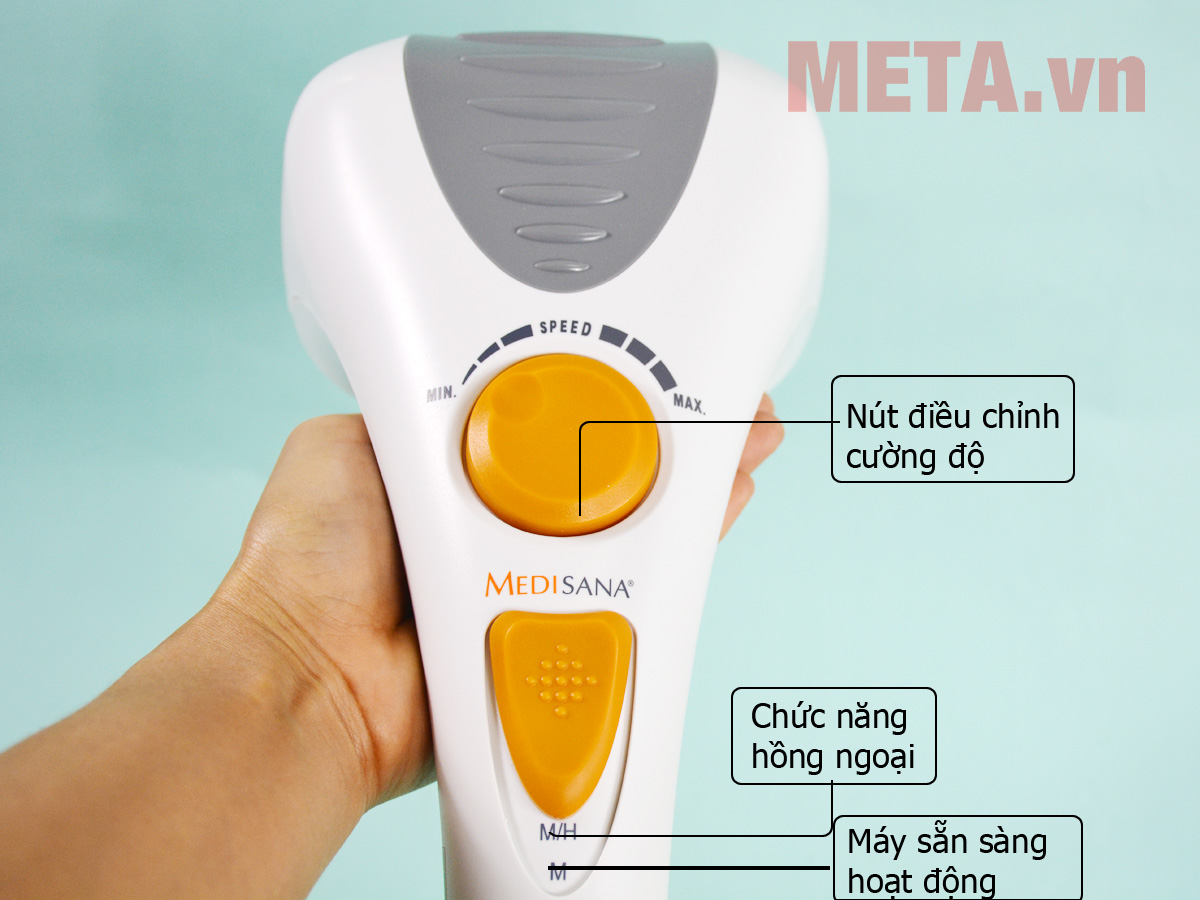 META.vn
SPEED
MIN.
MAX.
Nút điều chỉnh
cường độ
MEDISANA®
Chức năng
hồng ngoại
M/H
Máy sẵn sàng
hoạt động
M